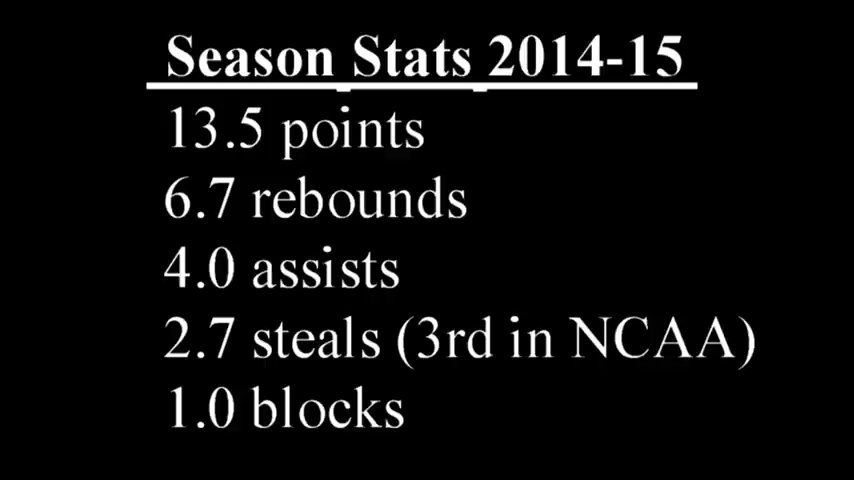 Season Stats 2014-15
13.5 points
6.7 rebounds
4.0 assists
2.7 steals (3rd in NCAA)
1.0 blocks